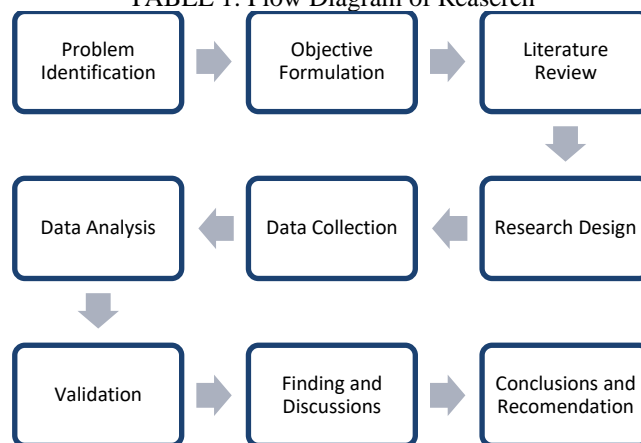 TABLE 1. Flow Diagram of Reaserch
Problem
Identification
Objective
Formulation
Literature
Review
Research Design
Data Collection
Data Analysis
Validation
Finding and
Discussions
Conclusions and
Recomendation